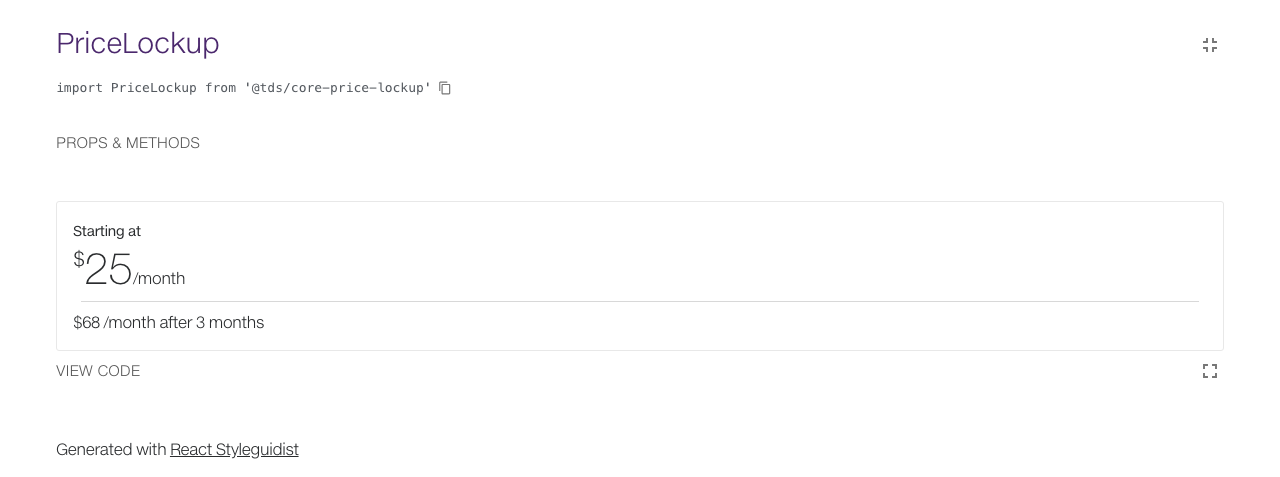 PriceLockup
import PriceLockup from '@tds/core-price-lockup'
PROPS & METHODS
Starting at
$25/month
$68 /month after 3 months
VIEW CODE
Generated with React Styleguidist